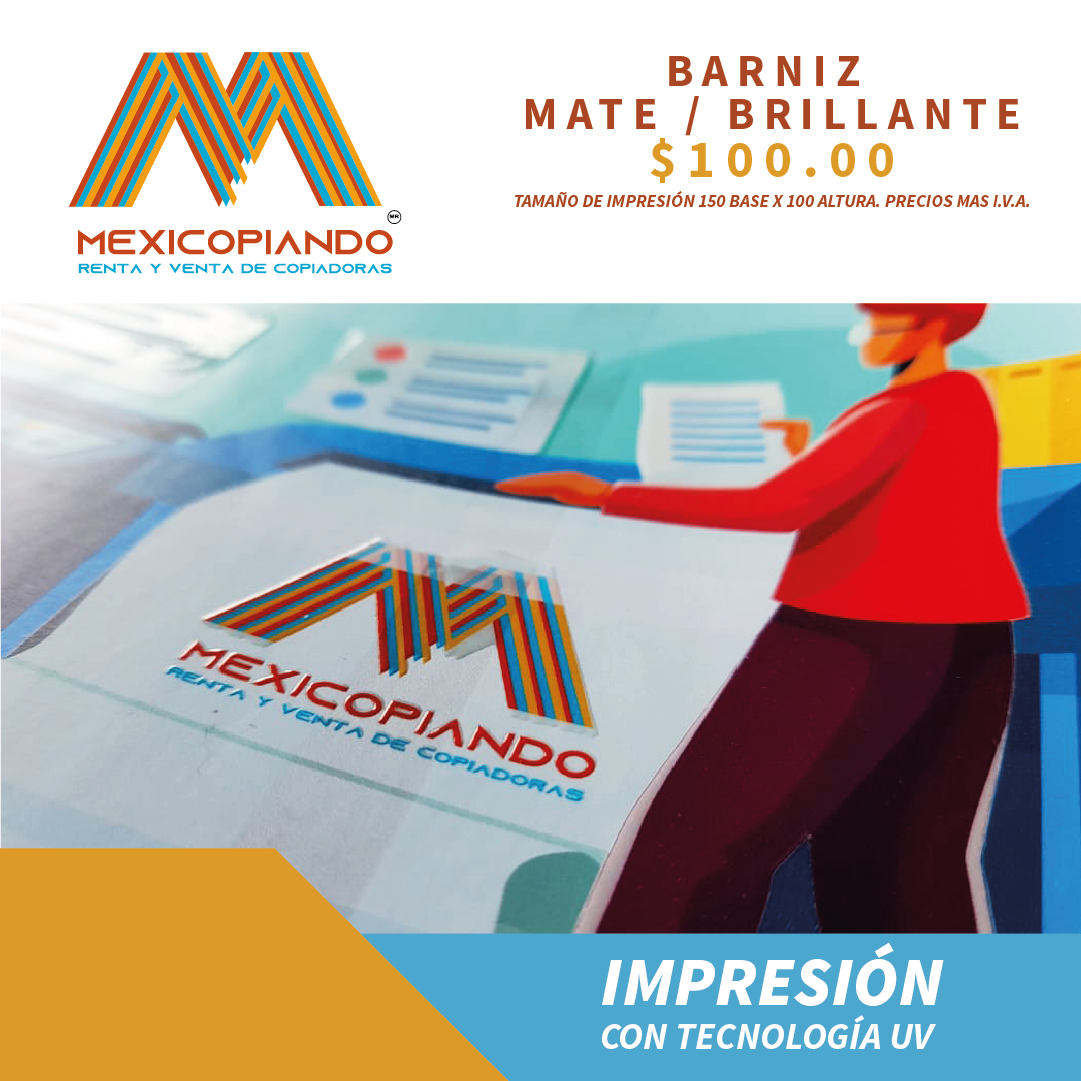 BARNIZ
MATE / BRILLANTE
$100.00
TAMAÑO DE IMPRESIÓN 150 BASE X 100 ALTURA. PRECIOS MAS I.V.A.
MR
MEXICOPIANDO
RENTA Y VENTA DE COPIADORAS
MEXICOPIANDO
RENTA Y VENTA DE COPIADORAS
IMPRESIÓN
CON TECNOLOGÍA UV